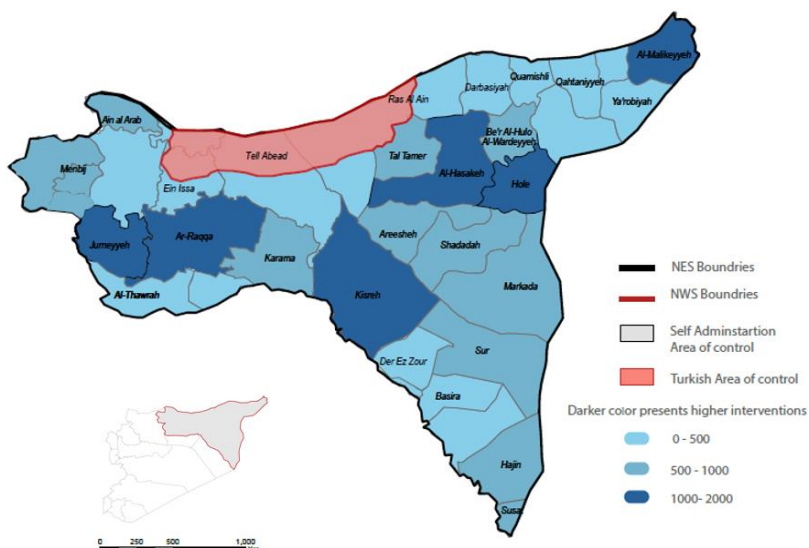 Al-Malikeyyeh
Quamishli
Qahtaniyyeh
Darbasiyah
Ya'robiyah
Ras Al Ain
Ain al Arab
Be'r Al-Hulo
Al-Wardeyyeh
Tell Abead
Tal Tamer
Menbij
Al-Hasakeh
Hole
Ein Issa
Areesheh
Shadadah
Jurneyyeh
Ar-Raqqa
Karama
Markada
Al-Thawrah
Kisreh
Sur
Der Ez Zour
Basira
Hajin
Susat
NES Boundries
NWS Boundries
Self Adminstartion
Area of control
Turkish Area of control
Darker color presents higher interventions
0 - 500
500 - 1000
1000- 2000
0 250 500 1,000